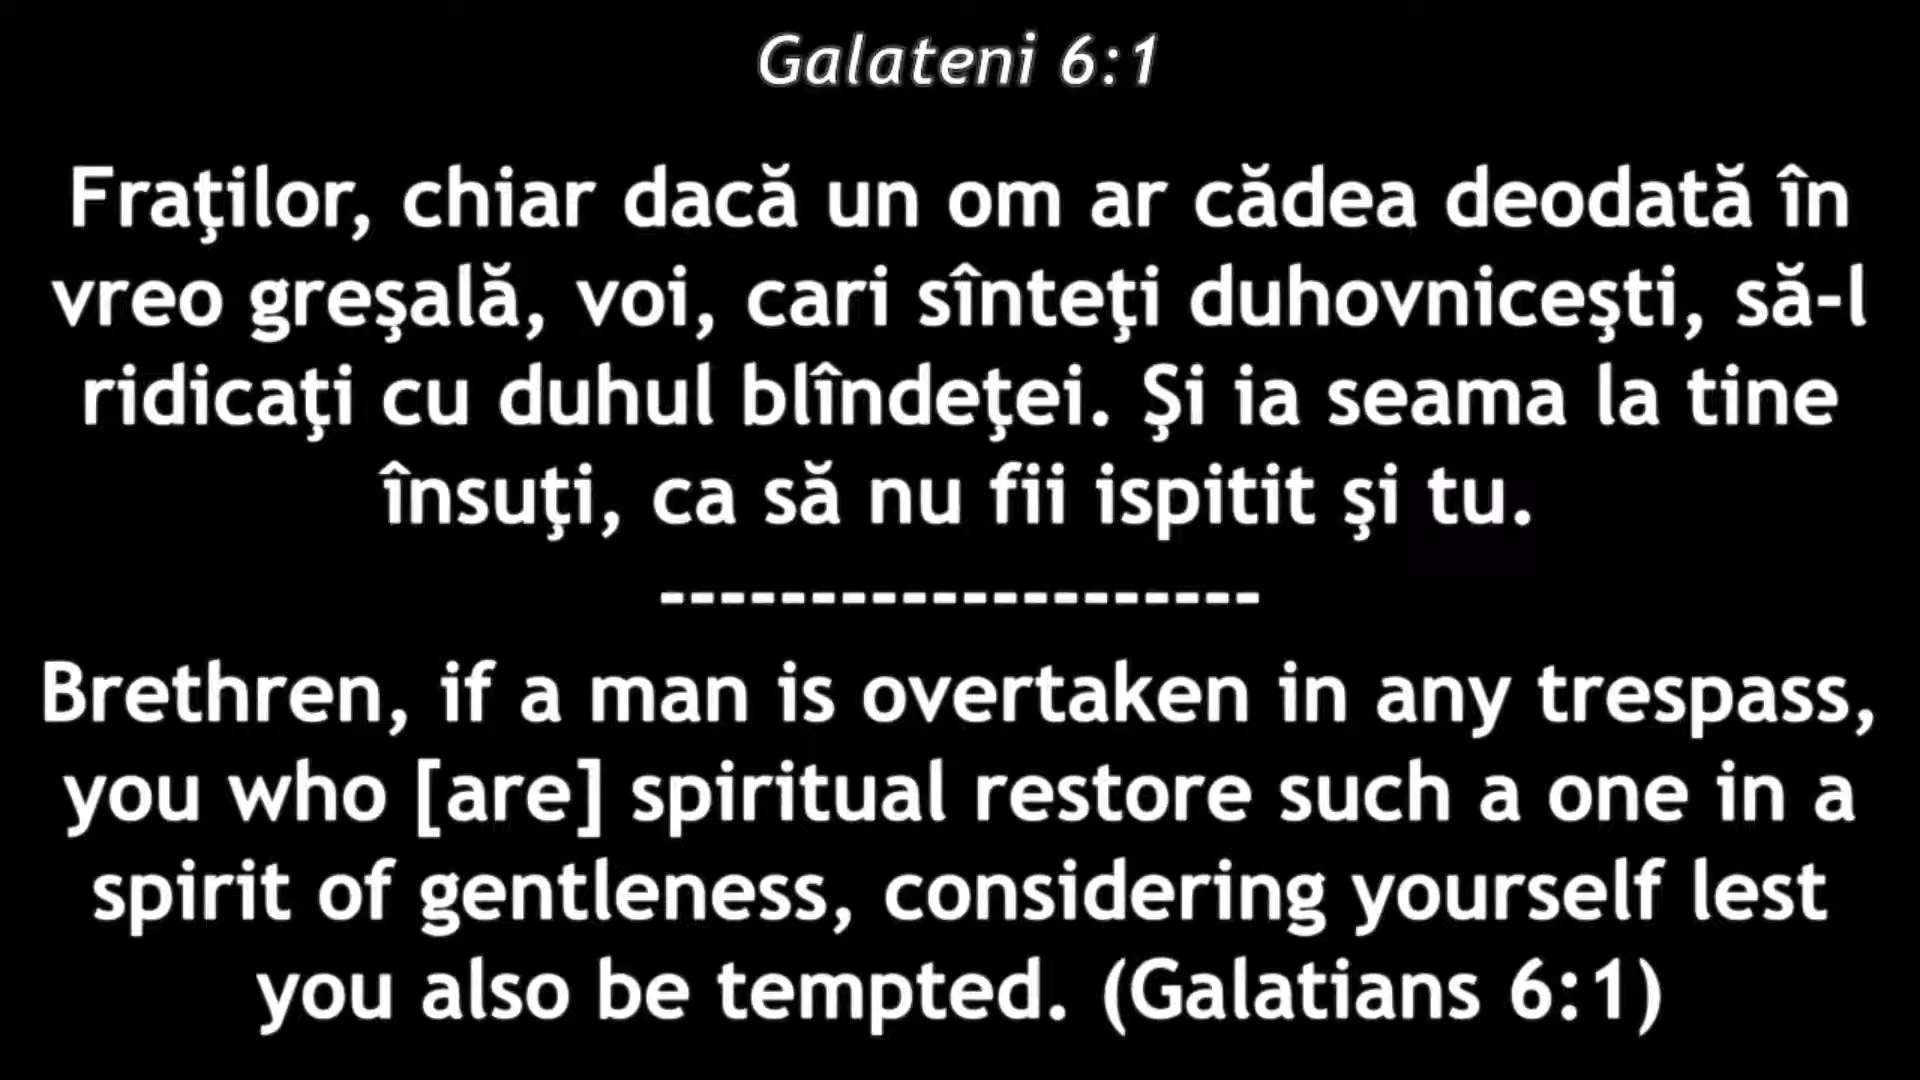 Galateni 6:1
Fraţilor, chiar dacă un om ar cădea deodată în
vreo greşală, voi, cari sînteţi duhovniceşti, să-l
ridicaţi cu duhul blîndeţei. Şi ia seama la tine
însuţi, ca să nu fii ispitit şi tu.
--------------------
Brethren, if a man is overtaken in any trespass,
you who [are] spiritual restore such a one in a
spirit of gentleness, considering yourself lest
you also be tempted. (Galatians 6:1)